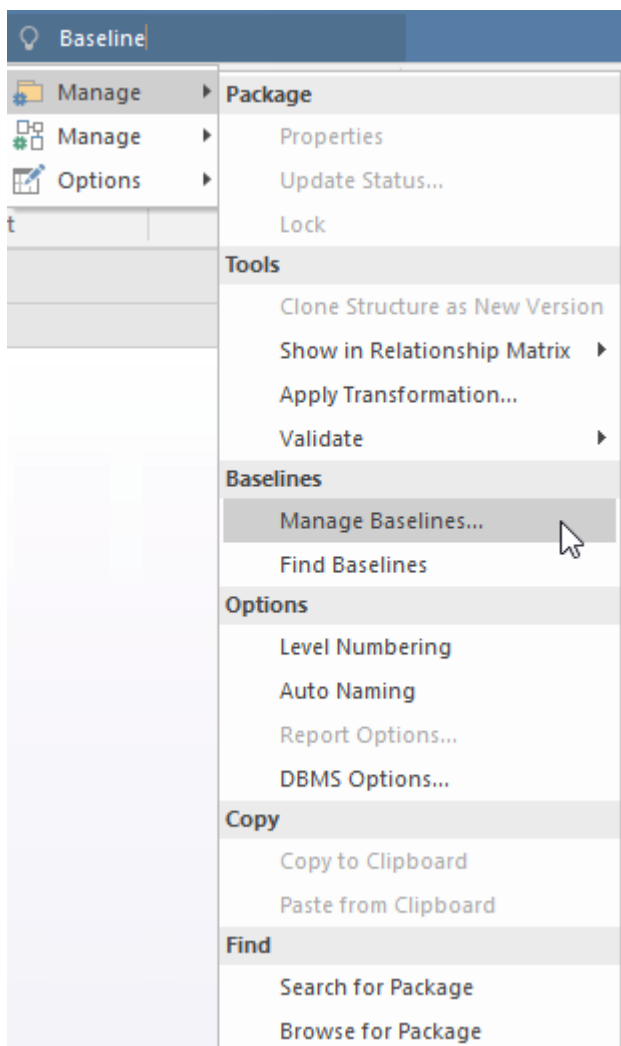 Baseline
Manage
Manage
Options
t
Package
Properties
Update Status...
Lock
Tools
Clone Structure as New Version
Show in Relationship Matrix
Apply Transformation...
Validate
Baselines
Manage Baselines...
Find Baselines
Options
Level Numbering
Auto Naming
Report Options...
DBMS Options...
Copy
Copy to Clipboard
Paste from Clipboard
Find
Search for Package
Browse for Package